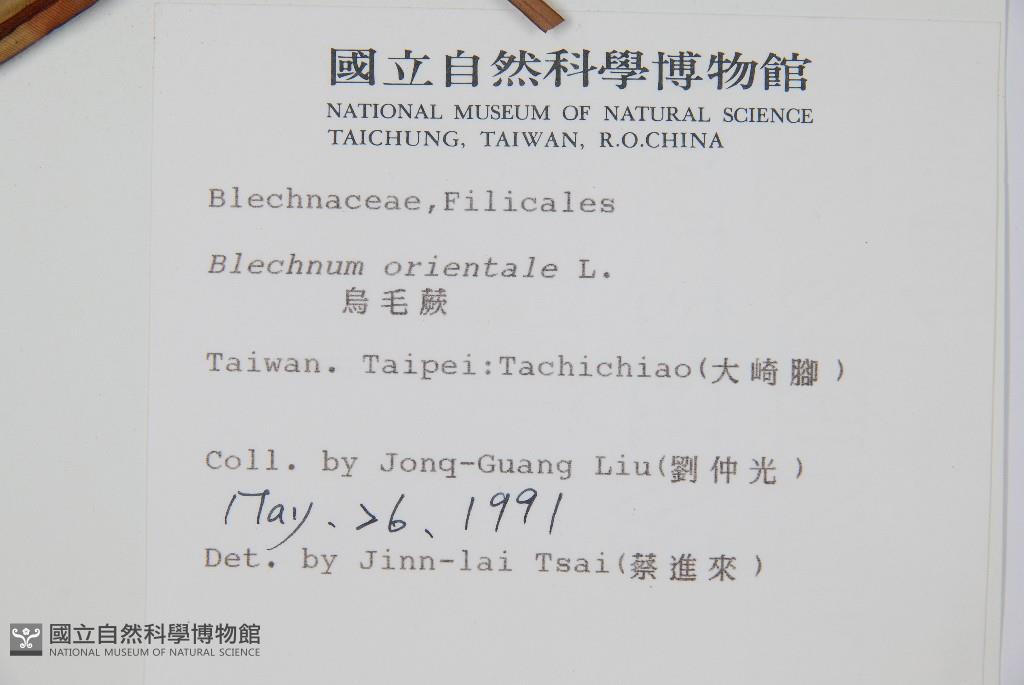 國立自然科學博物館
NATIONAL MUSEUM OF NATURAL SCIENCE
TAICHUNG, TAIWAN, R.O.CHINA
Blechnaceae,Filicales
Blechnum orientale L.
烏毛蕨
Taiwan. Taipei:Tachichiao(大崎腳)
Coll. by Jonq-Guang Liu(劉仲光)
May、26、1991
Det. by Jinn-lai Tsai(蔡進來)
國立自然科學博物館
NATIONAL MUSEUM OF NATURAL SCIENCE